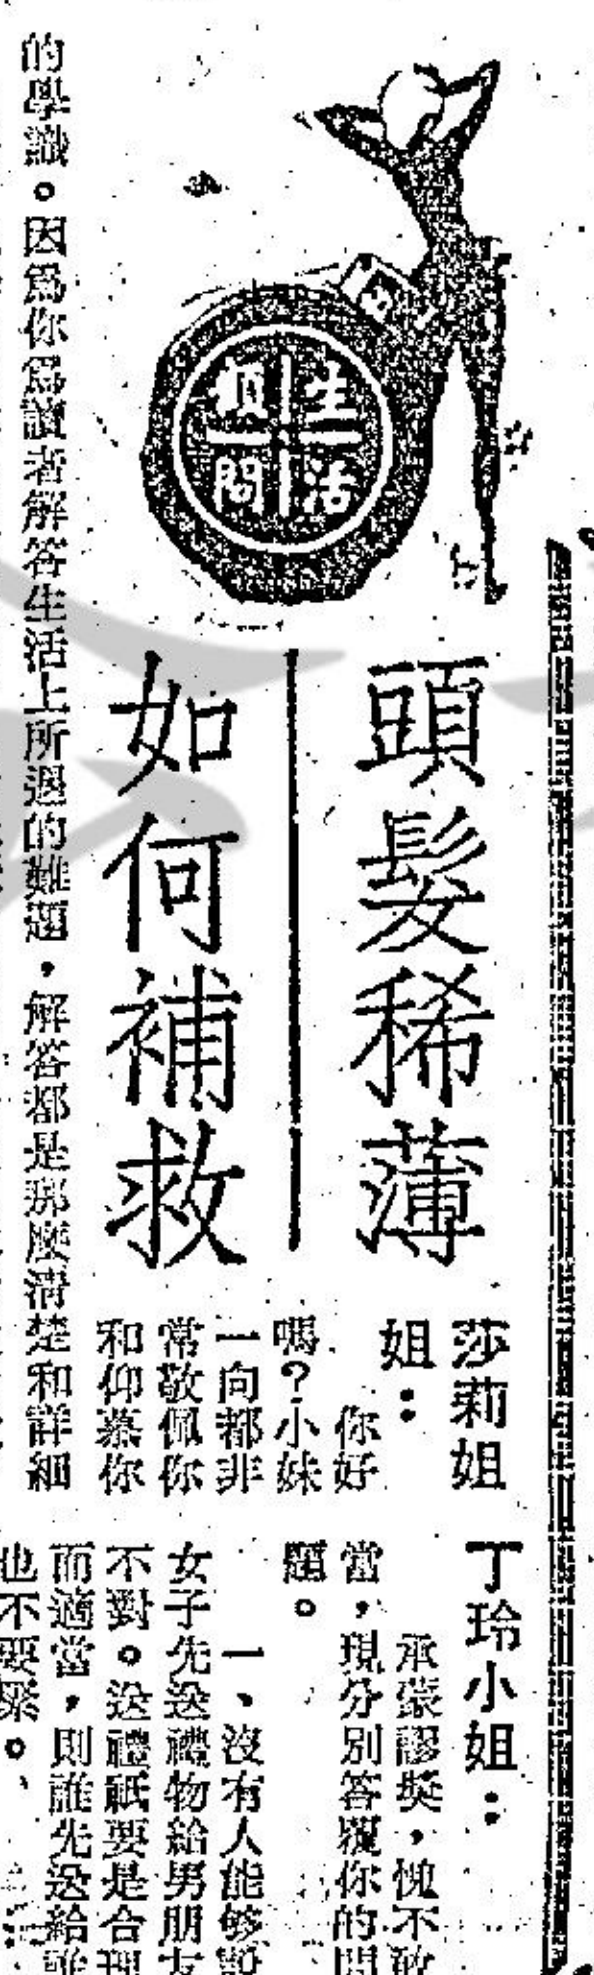 生活
顧問
頭髮稀薄
如何補救
莎莉姐
姐：
你好
嗎？小妹
一向都非
常敬佩你
和仰慕你
的學識。因爲你爲讀者解答生活上所遇的難題，解答都是那麼清楚和詳細
丁玲小姐：
承蒙謬奬，愧不敢
當，現分別答覆你的問
題。
一、沒有人能够說
女子先送禮物給男朋友
不對。送禮祇要是合理
而適當，則誰先送給誰
也不要緊。